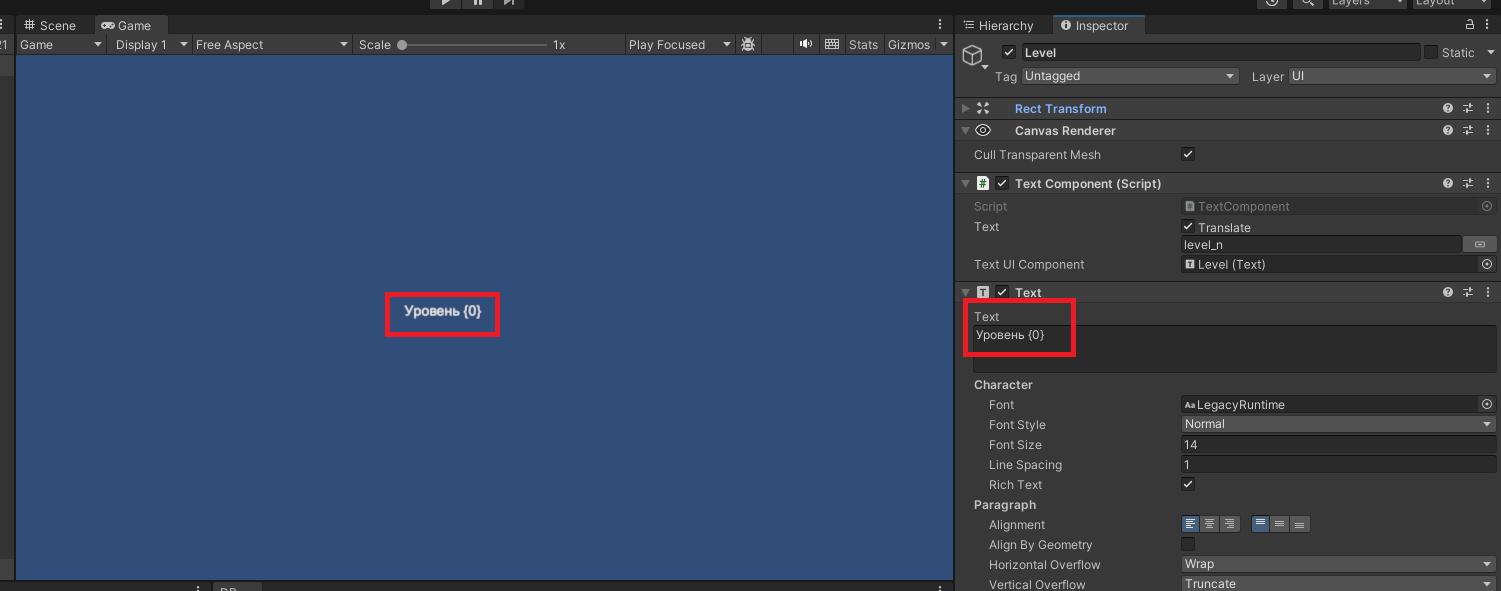 Layers
Layout
Scene
Game
Hierarchy
Inspector
21 Game Display 1 Free Aspect Scale 1x Play Focused Stats Gizmos
Level
Static
Tag Untagged Layer UI
Rect Transform
Canvas Renderer
Cull Transparent Mesh
# Text Component (Script)
Script # TextComponent
Text Translate
level_n
Text UI Component T Level (Text)
T Text
Text
Уровень {0}
Уровень {0}
Character
Font Aa LegacyRuntime
Font Style Normal
Font Size 14
Line Spacing 1
Rich Text
Paragraph
Alignment
Align By Geometry
Horizontal Overflow Wrap
Vertical Overflow Truncate